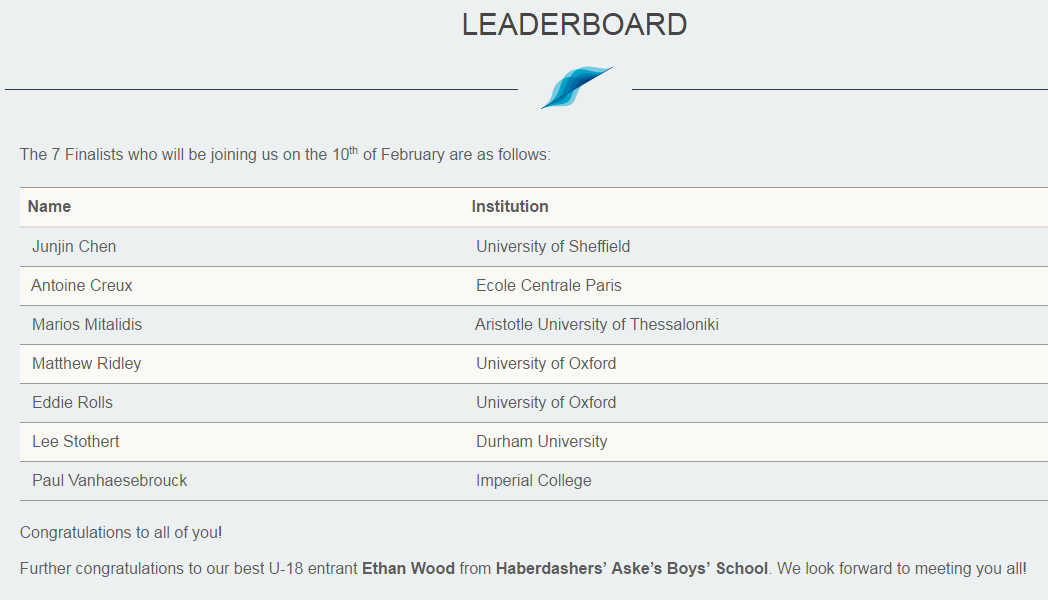 LEADERBOARD
The 7 Finalists who will be joining us on the 10th of February are as follows:
Name Institution
Junjin Chen University of Sheffield
Antoine Creux Ecole Centrale Paris
Marios Mitalidis Aristotle University of Thessaloniki
Matthew Ridley University of Oxford
Eddie Rolls University of Oxford
Lee Stothert Durham University
Paul Vanhaesebrouck Imperial College
Congratulations to all of you!
Further congratulations to our best U-18 entrant Ethan Wood from Haberdashers’ Aske’s Boys’ School. We look forward to meeting you all!